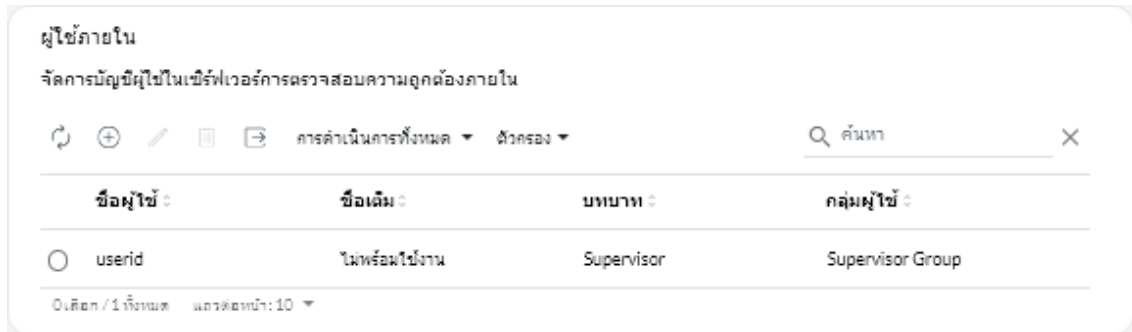 ผู้ใช้ภายใน
จัดการบัญชีผู้ใช้ในเซิร์ฟเวอร์การตรวจสอบความถูกต้องภายใน
การดำเนินการทั้งหมด ตัวกรอง ค้นหา
ชื่อผู้ใช้ ชื่อเต็ม บทบาท กลุ่มผู้ใช้
userid ไม่พร้อมใช้งาน Supervisor Supervisor Group
0 เลือก / 1 ทั้งหมด แถวต่อหน้า: 10